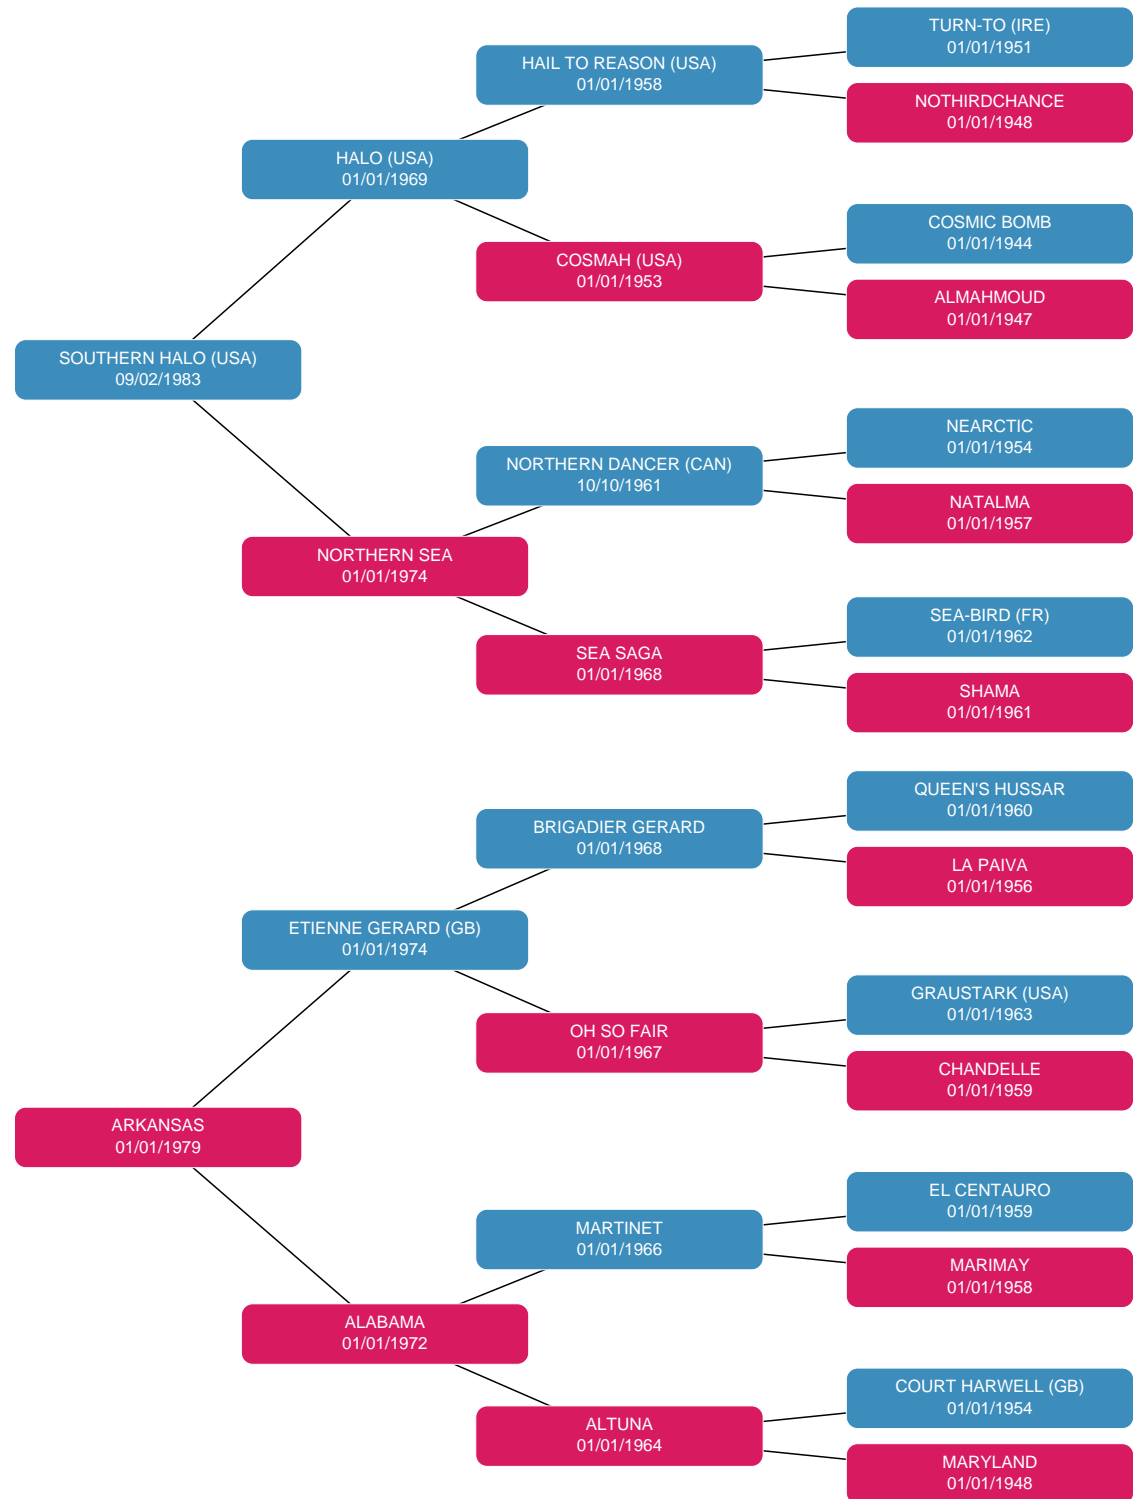 TURN-TO (IRE)
01/01/1951
HAIL TO REASON (USA)
01/01/1958
NOTHIRDCHANCE
01/01/1948
HALO (USA)
01/01/1969
COSMIC BOMB
01/01/1944
COSMAH (USA)
01/01/1953
ALMAHMOUD
01/01/1947
SOUTHERN HALO (USA)
09/02/1983
NEARCTIC
01/01/1954
NORTHERN DANCER (CAN)
10/10/1961
NATALMA
01/01/1957
NORTHERN SEA
01/01/1974
SEA-BIRD (FR)
01/01/1962
SEA SAGA
01/01/1968
SHAMA
01/01/1961
QUEEN'S HUSSAR
01/01/1960
BRIGADIER GERARD
01/01/1968
LA PAIVA
01/01/1956
ETIENNE GERARD (GB)
01/01/1974
GRAUSTARK (USA)
01/01/1963
OH SO FAIR
01/01/1967
CHANDELLE
01/01/1959
ARKANSAS
01/01/1979
EL CENTAURO
01/01/1959
MARTINET
01/01/1966
MARIMAY
01/01/1958
ALABAMA
01/01/1972
COURT HARWELL (GB)
01/01/1954
ALTUNA
01/01/1964
MARYLAND
01/01/1948